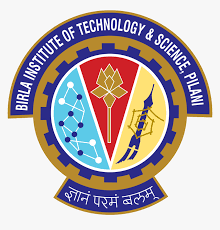 BIRLA INSTITUTE OF TECHNOLOGY & SCIENCE, PILANI
ज्ञानं परमं बलम्